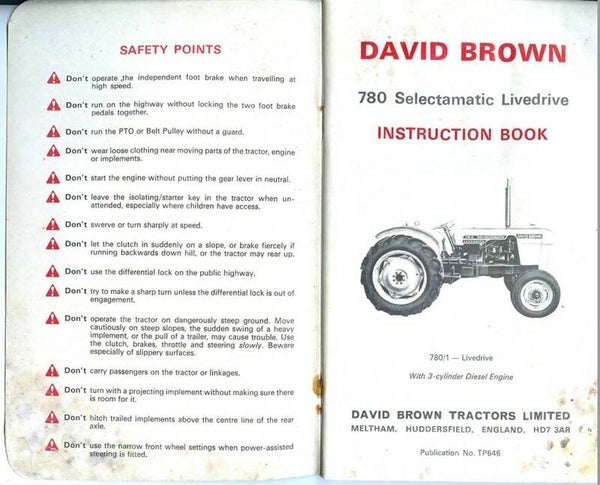 SAFETY POINTS
Don't operate the independent foot brake when travelling at
high speed.
Don't run on the highway without locking the two foot brake
pedals together.
Don't run the PTO or Belt Pulley without a guard.
Don't wear loose clothing near moving parts of the tractor, engine
or implements.
Don't start the engine without putting the gear lever in neutral.
Don't leave the isolating/starter key in the tractor when un-
attended, especially where children have access.
Don't swerve or turn sharply at speed.
Don't let the clutch in suddenly on a slope, or brake fiercely if
running backwards down hill, or the tractor may rear up.
Don't use the differential lock on the public highway.
Don't try to make a sharp turn unless the differential lock is out of
engagement.
Don't operate the tractor on dangerously steep ground. Move
cautiously on steep slopes, the sudden swing of a heavy
implement, or the pull of a trailer, may cause trouble. Use
the clutch, brakes, throttle and steering slowly. Beware
especially of slippery surfaces.
Don't carry passengers on the tractor or linkages.
Don't turn with a projecting implement without making sure there
is room for it.
Don't hitch trailed implements above the centre line of the rear
axle.
Don't use the narrow front wheel settings when power-assisted
steering is fitted.
DAVID BROWN
780 Selectamatic Livedrive
INSTRUCTION BOOK
DAVID BROWN
780/1 — Livedrive
With 3-cylinder Diesel Engine
DAVID BROWN TRACTORS LIMITED
MELTHAM, HUDDERSFIELD, ENGLAND, HD7 3AR
Publication No. TP646